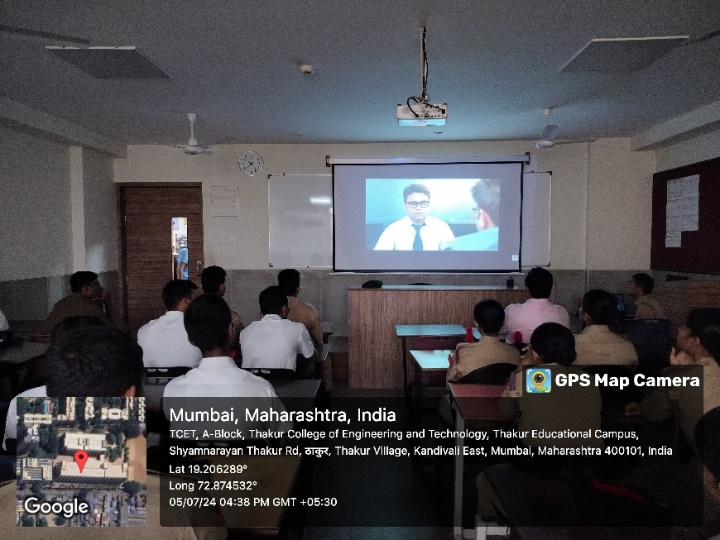 GPS Map Camera
Mumbai, Maharashtra, India
TCET, A-Block, Thakur College of Engineering and Technology, Thakur Educational Campus,
Shyamnarayan Thakur Rd, ठाकुर, Thakur Village, Kandivali East, Mumbai, Maharashtra 400101, India
Lat 19.206289°
Long 72.874532°
05/07/24 04:38 PM GMT +05:30
Google